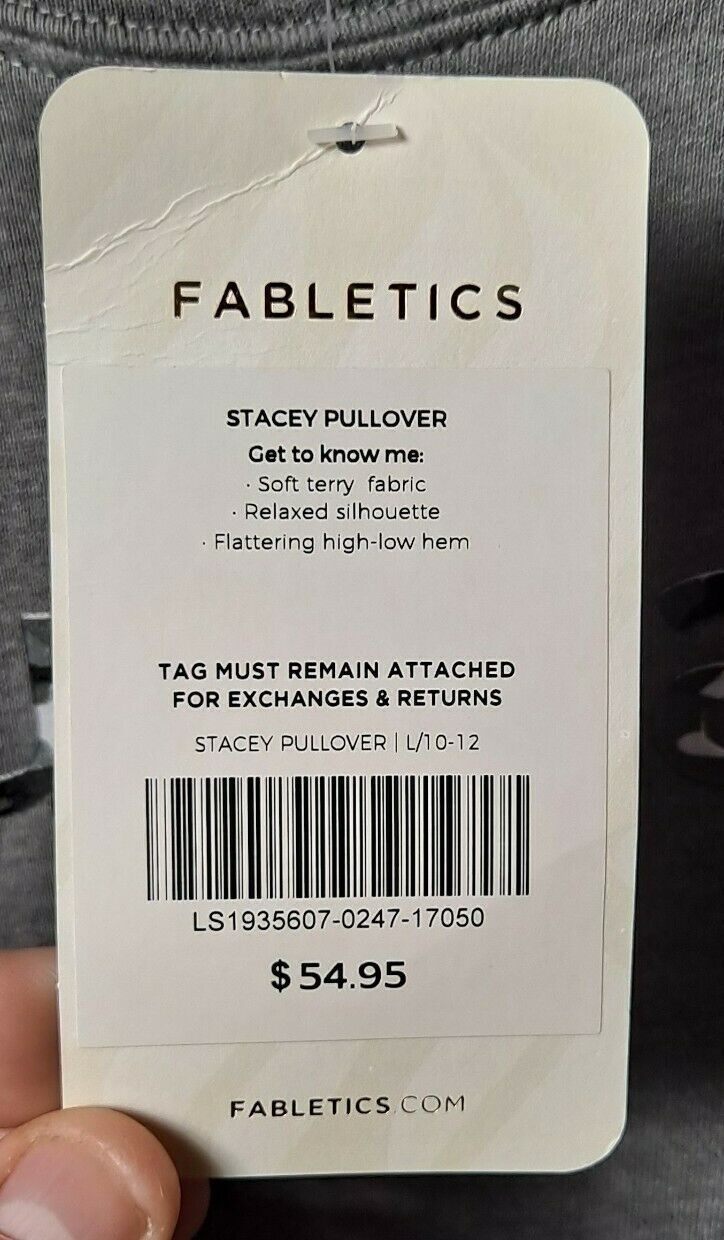 FABLETICS
STACEY PULLOVER
Get to know me:
· Soft terry fabric
· Relaxed silhouette
· Flattering high-low hem
TAG MUST REMAIN ATTACHED
FOR EXCHANGES & RETURNS
STACEY PULLOVER | L/10-12
LS1935607-0247-17050
$54.95
FABLETICS.COM